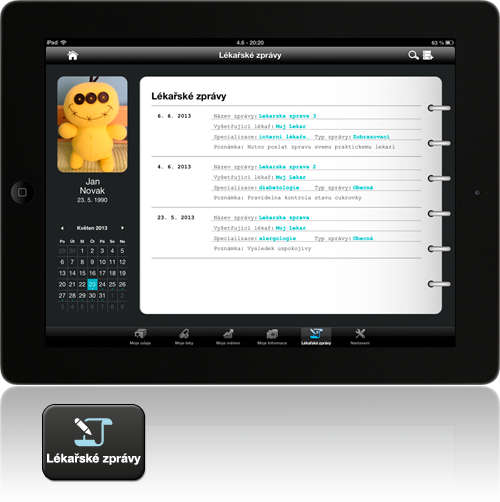 iPad 4.6 - 20:20 63 %
Lékařské zprávy
Lékařské zprávy
6. 6. 2013 Název zprávy: Lekarska zprava 3
Vyšetřující lékař: Muj Lekar
Specializace: interní lékařs. Typ zprávy: Dobrazovací
Poznámka: Nutno poslat zpravu svemu praktickemu lekari
4. 6. 2013 Název zprávy: Lekarska zprava 2
Vyšetřující lékař: Muj Lekar
Specializace: diabetologie Typ zprávy: Obecná
Poznámka: Pravidelna kontrola stavu cukrovky
23. 5. 2013 Název zprávy: Lekarska zprava
Vyšetřující lékař: Muj Lekar
Specializace: alergologie Typ zprávy: Obecná
Poznámka: Vysledek uspokojivy
Jan
Novak
23. 5. 1990
Květen 2013
Po Út St Čt Pá So Ne
29 30 1 2 3 4 5
6 7 8 9 10 11 12
13 14 15 16 17 18 19
20 21 22 23 24 25 26
27 28 29 30 31 1 2
3 4 5 6 7 8 9
Moje údaje Moje léky Moje měření Moje informace Lékařské zprávy Nastavení
Lékařské zprávy